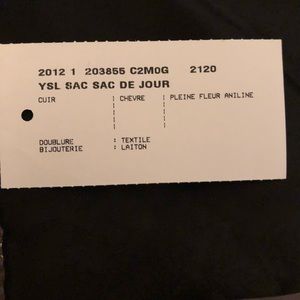 2012 1 203855 C2M0G 2120
YSL SAC SAC DE JOUR
CUIR | CHEVRE | PLEINE FLEUR ANILINE
DOUBLURE : TEXTILE
BIJOUTERIE : LAITON